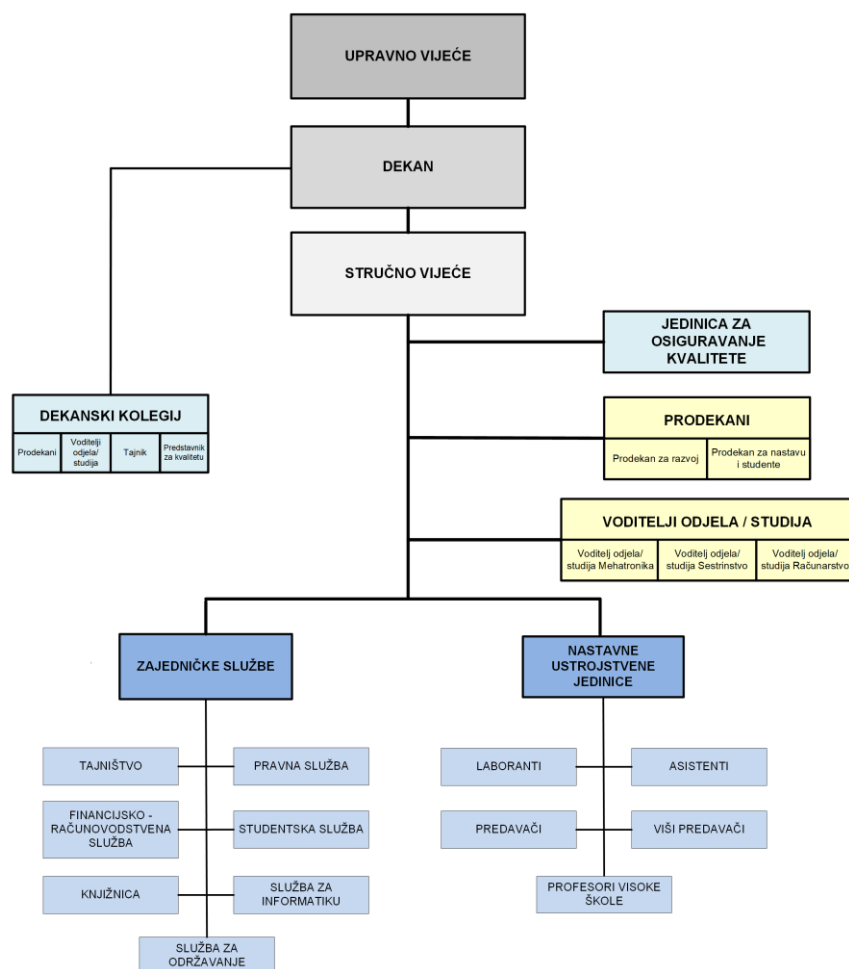 UPRAVNO VIJEĆE
DEKAN
STRUČNO VIJEĆE
JEDINICA ZA
OSIGURAVANJE
KVALITETE
DEKANSKI KOLEGIJ
Prodekani
Voditelji
odjela/
studija
Tajnik
Predstavnik
za kvalitetu
PRODEKANI
Prodekan za razvoj
Prodekan za nastavu
i studente
VODITELJI ODJELA / STUDIJA
Voditelj odjela/
studija Mehatronika
Voditelj odjela/
studija Sestrinstvo
Voditelj odjela/
studija Računarstvo
ZAJEDNIČKE SLUŽBE
NASTAVNE
USTROJSTVENE
JEDINICE
TAJNIŠTVO
PRAVNA SLUŽBA
FINANCIJSKO -
RAČUNOVODSTVENA
SLUŽBA
STUDENTSKA SLUŽBA
KNJIŽNICA
SLUŽBA ZA
INFORMATIKU
SLUŽBA ZA
ODRŽAVANJE
LABORANTI
ASISTENTI
PREDAVAČI
VIŠI PREDAVAČI
PROFESORI VISOKE
ŠKOLE